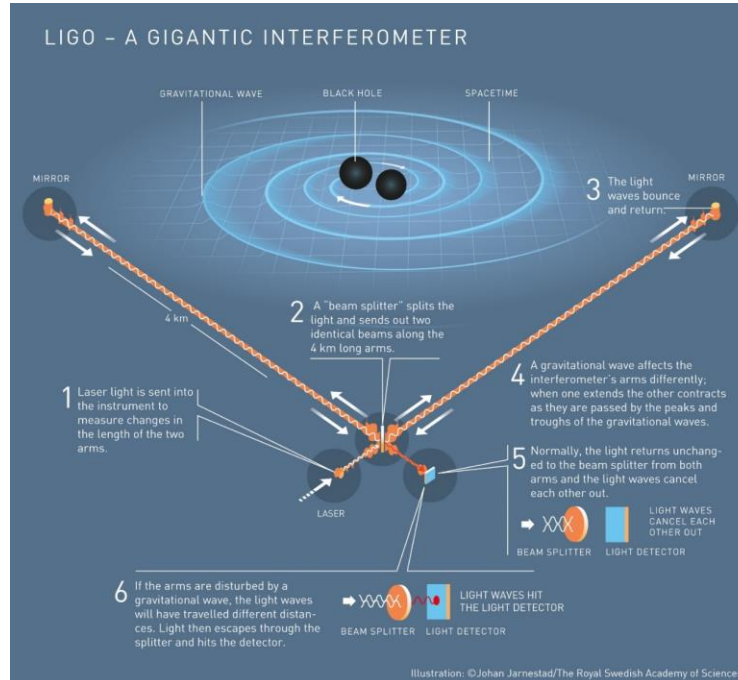 LIGO – A GIGANTIC INTERFEROMETER
GRAVITATIONAL WAVE
BLACK HOLE
SPACETIME
MIRROR
MIRROR
3 The light
waves bounce
and return.
4 km
2 A "beam splitter" splits the
light and sends out two
identical beams along the
4 km long arms.
1 Laser light is sent into
the instrument to
measure changes in
the length of the two
arms.
4 A gravitational wave affects the
interferometer's arms differently;
when one extends the other contracts
as they are passed by the peaks and
troughs of the gravitational waves.
5 Normally, the light returns unchang-
ed to the beam splitter from both
arms and the light waves cancel
each other out.
LASER
LIGHT WAVES
CANCEL EACH
OTHER OUT
BEAM SPLITTER LIGHT DETECTOR
6 If the arms are disturbed by a
gravitational wave, the light waves
will have travelled different distan-
ces. Light then escapes through the
splitter and hits the detector.
LIGHT WAVES HIT
THE LIGHT DETECTOR
BEAM SPLITTER LIGHT DETECTOR
Illustration: ©Johan Jarnestad/The Royal Swedish Academy of Science